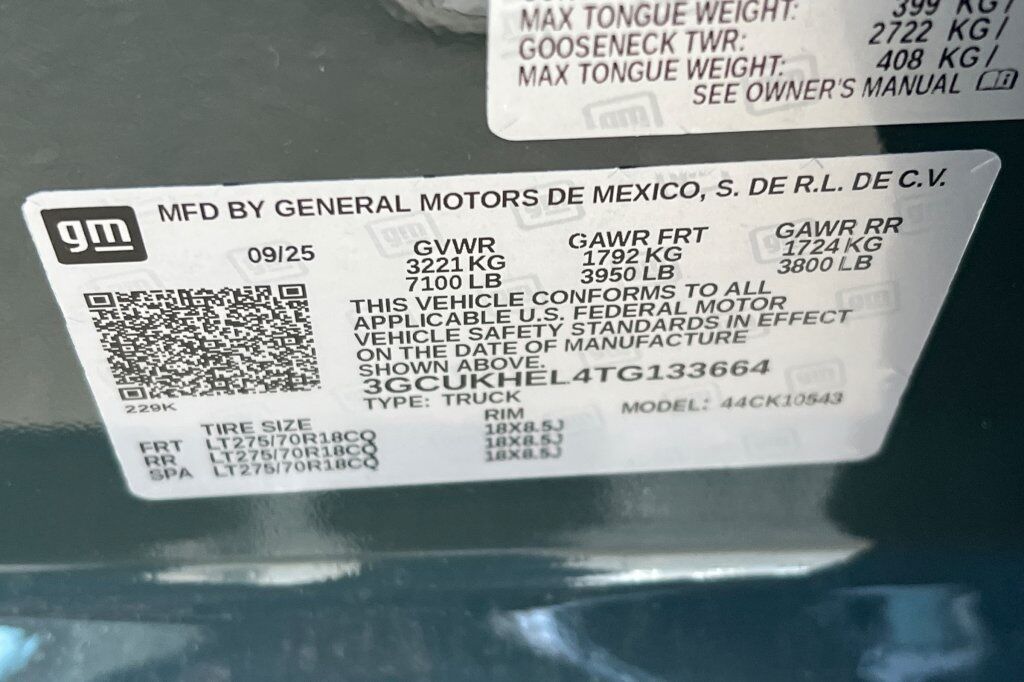 MAX TONGUE WEIGHT: 399 KG/
GOOSENECK TWR: 2722 KG/
MAX TONGUE WEIGHT: 408 KG/
SEE OWNER'S MANUAL
gm
MFD BY GENERAL MOTORS DE MEXICO, S. DE R.L. DE C.V.
09/25
GVWR GAWR FRT GAWR RR
3221 KG 1792 KG 1724 KG
7100 LB 3950 LB 3800 LB
THIS VEHICLE CONFORMS TO ALL
APPLICABLE U.S. FEDERAL MOTOR
VEHICLE SAFETY STANDARDS IN EFFECT
ON THE DATE OF MANUFACTURE
SHOWN ABOVE.
3GCUKHEL4TG133664
229K
TYPE: TRUCK MODEL: 44CK10543
TIRE SIZE RIM
FRT LT275/70R18CQ 18X8.5J
RR LT275/70R18CQ 18X8.5J
SPA LT275/70R18CQ 18X8.5J